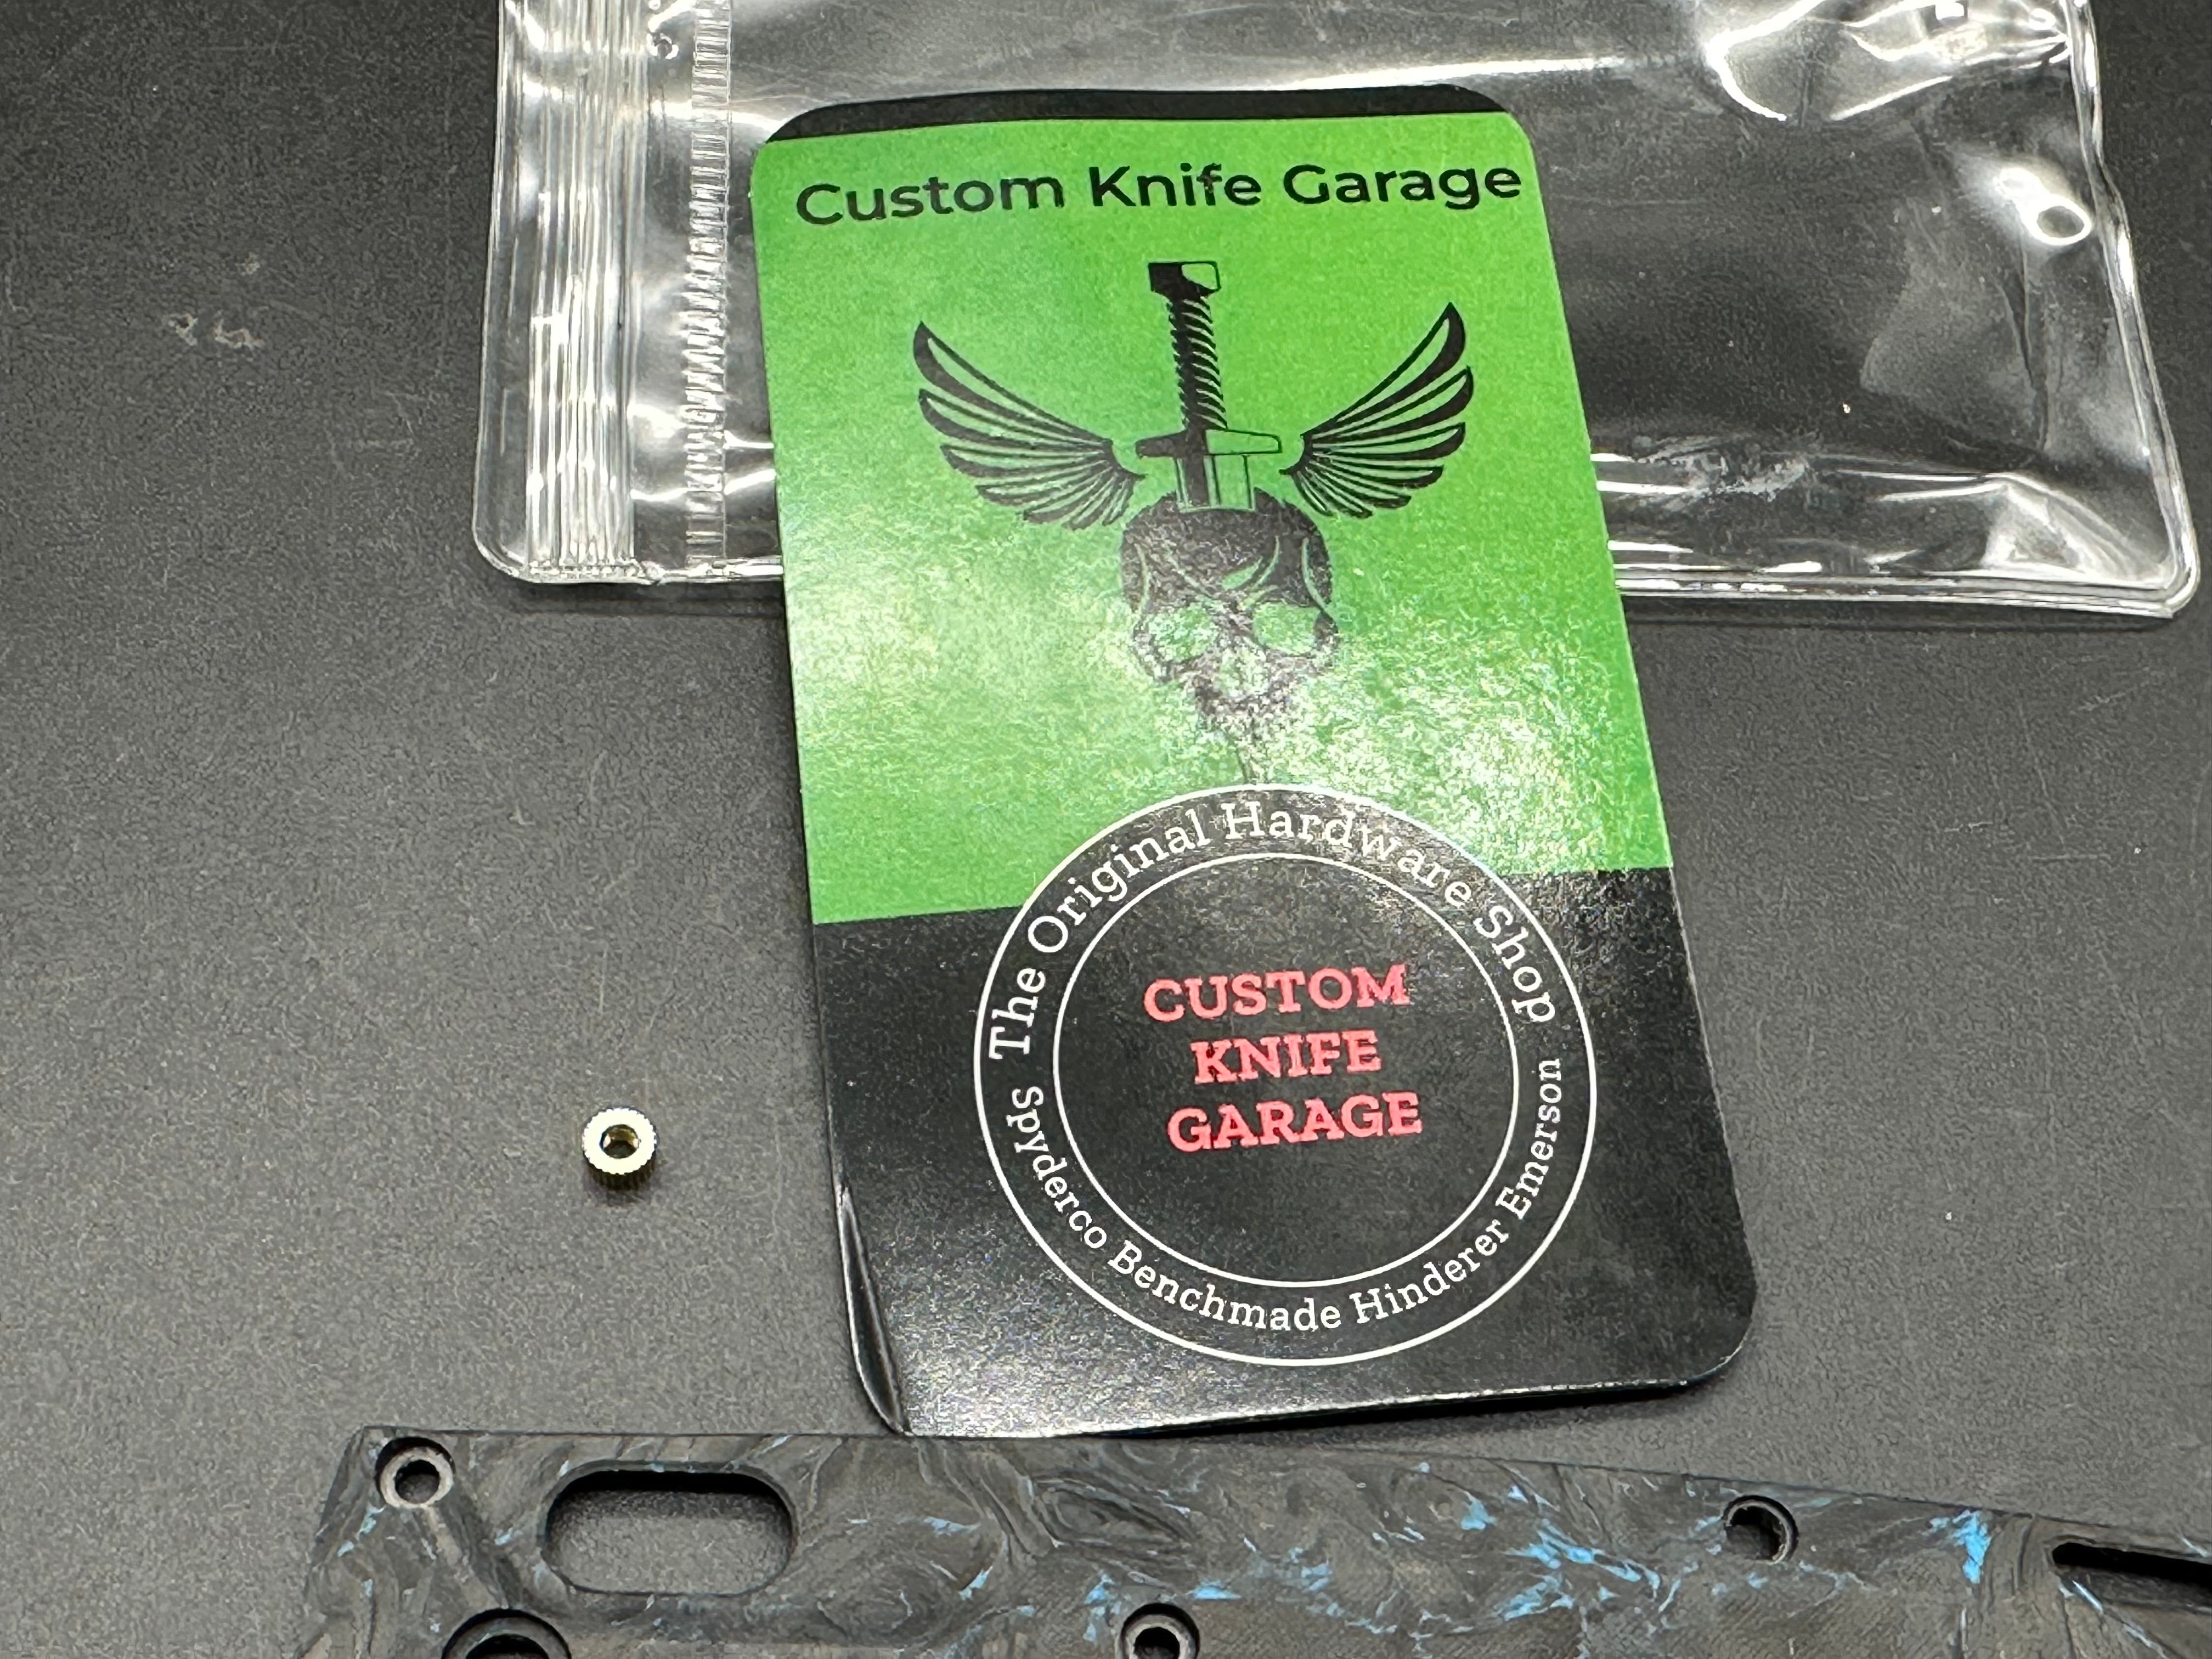 Custom Knife Garage
The Original Hardware Shop
CUSTOM
KNIFE
GARAGE
Spyderco Benchmade Hinderer Emerson